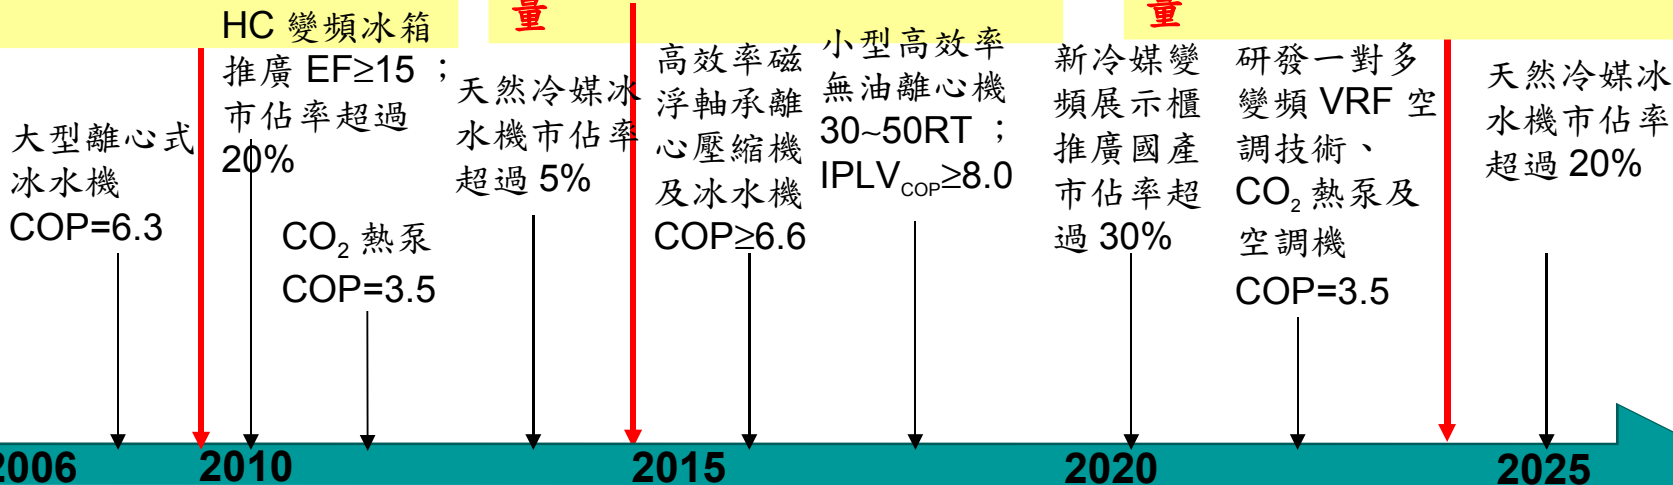 量
量
大型離心式
冰水機
COP=6.3
HC 變頻冰箱
推廣 EF≥15 ；
市佔率超過
20%
CO₂ 熱泵
COP=3.5
天然冷媒冰
水機市佔率
超過 5%
高效率磁
浮軸承離
心壓縮機
及冰水機
COP≥6.6
小型高效率
無油離心機
30~50RT ；
IPLV_COP≥8.0
新冷媒變
頻展示櫃
推廣國產
市佔率超
過 30%
研發一對多
變頻 VRF 空
調技術、
CO₂ 熱泵及
空調機
COP=3.5
天然冷媒冰
水機市佔率
超過 20%
2006
2010
2015
2020
2025